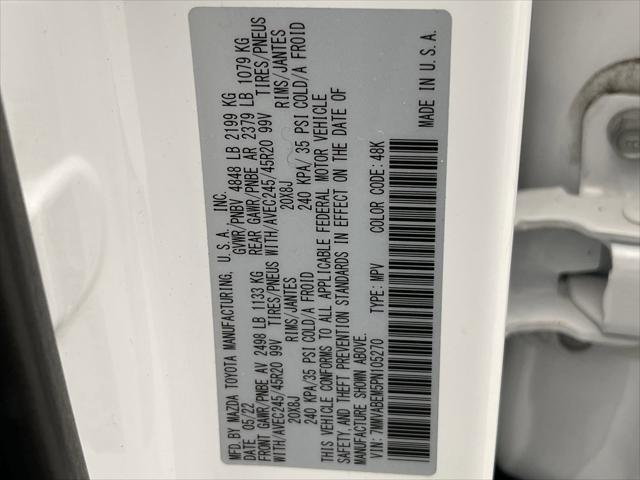 MFD. BY MAZDA TOYOTA MANUFACTURING, U.S.A., INC.
DATE 05/22 GVWR/PNBV 4848 LB 2199 KG
FRONT GAWR/PNBE AV 2498 LB 1133 KG REAR GAWR/PNBE AR 2379 LB 1079 KG
WITH/AVEC245/45R20 99V TIRES/PNEUS WITH/AVEC245/45R20 99V TIRES/PNEUS
20X8J RIMS/JANTES 20X8J RIMS/JANTES
240 KPA/35 PSI COLD/A FROID 240 KPA/ 35 PSI COLD/A FROID
THIS VEHICLE CONFORMS TO ALL APPLICABLE FEDERAL MOTOR VEHICLE
SAFETY AND THEFT PREVENTION STANDARDS IN EFFECT ON THE DATE OF
MANUFACTURE SHOWN ABOVE.
VIN: 7MMVABEM5PN105270 TYPE: MPV COLOR CODE: 48K
MADE IN U.S.A.